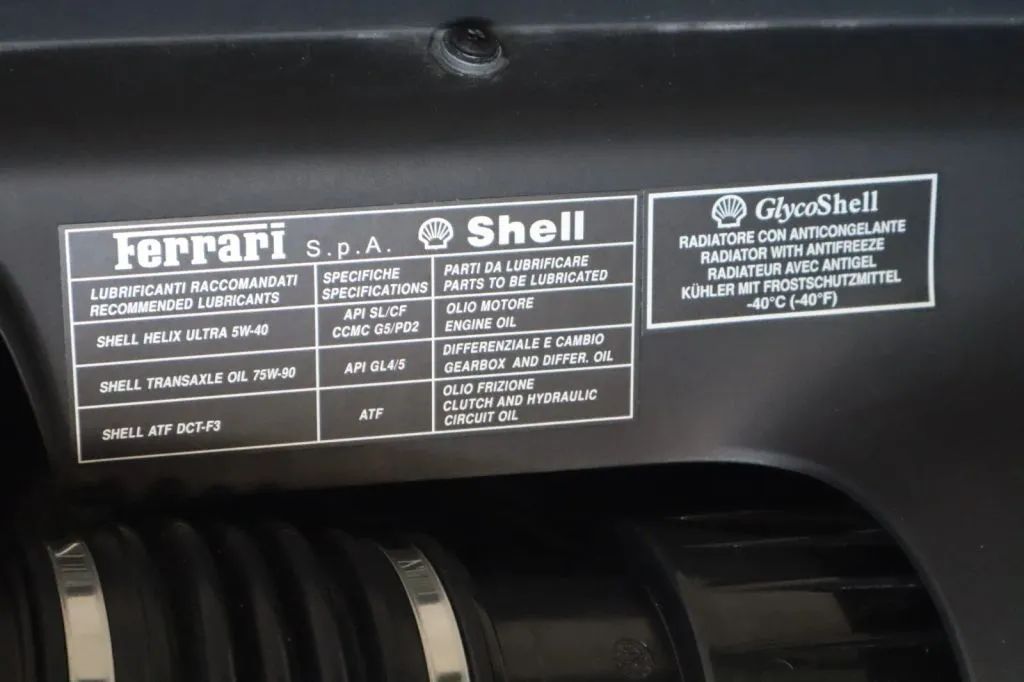 Ferrari S.p.A. Shell
LUBRIFICANTI RACCOMANDATI
RECOMMENDED LUBRICANTS
SPECIFICHE
SPECIFICATIONS
PARTI DA LUBRIFICARE
PARTS TO BE LUBRICATED
SHELL HELIX ULTRA 5W-40
API SL/CF
CCMC G5/PD2
OLIO MOTORE
ENGINE OIL
SHELL TRANSAXLE OIL 75W-90
API GL4/5
DIFFERENZIALE E CAMBIO
GEARBOX AND DIFFER. OIL
SHELL ATF DCT-F3
ATF
OLIO FRIZIONE
CLUTCH AND HYDRAULIC
CIRCUIT OIL
GlycoShell
RADIATORE CON ANTICONGELANTE
RADIATOR WITH ANTIFREEZE
RADIATEUR AVEC ANTIGEL
KÜHLER MIT FROSTSCHUTZMITTEL
-40°C (-40°F)